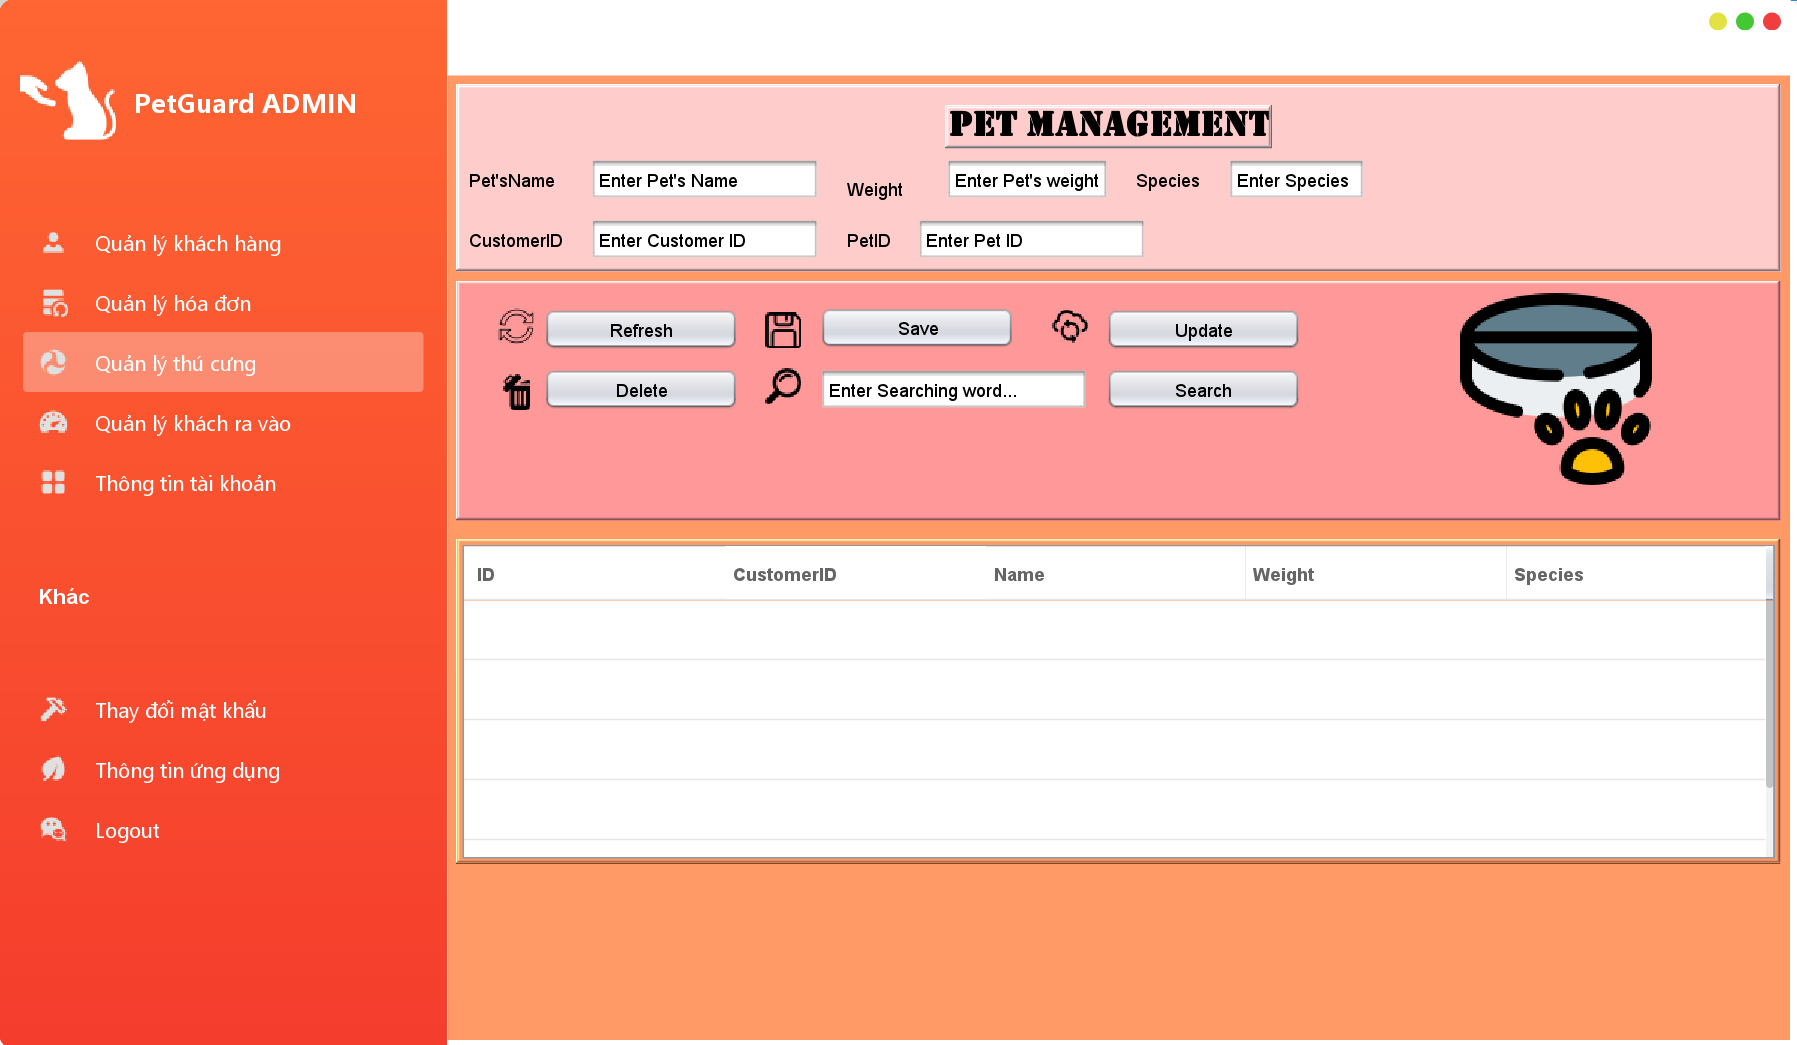 PetGuard ADMIN
Quản lý khách hàng
Quản lý hóa đơn
Quản lý thú cưng
Quản lý khách ra vào
Thông tin tài khoản
Khác
Thay đổi mật khẩu
Thông tin ứng dụng
Logout
PET MANAGEMENT
Pet'sName Enter Pet's Name Weight Enter Pet's weight Species Enter Species
CustomerID Enter Customer ID PetID Enter Pet ID
Refresh Save Update
Delete Enter Searching word... Search
ID CustomerID Name Weight Species